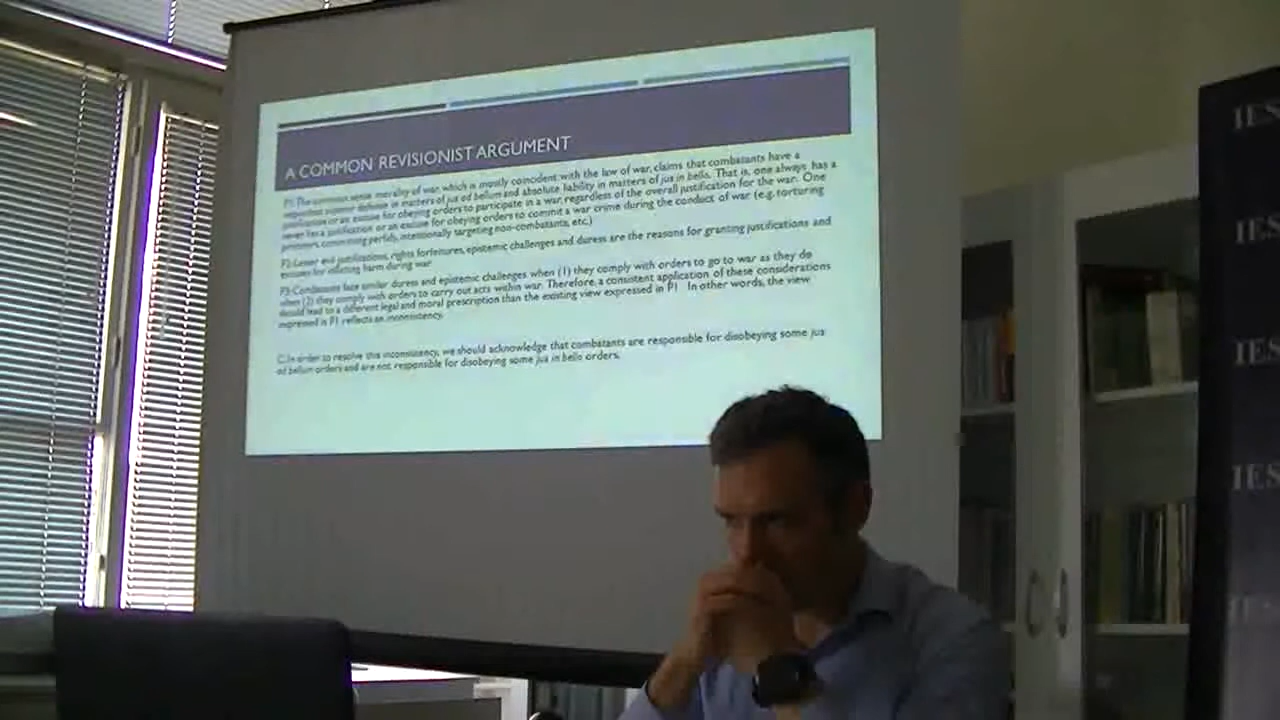 A COMMON REVISIONIST ARGUMENT
P1: The common sense morality of war, which is mostly coincident with the law of war, claims that combatants have a
important superior defense in matters of jus ad bellum and absolute liability in matters of jus in bello. That is, one always has a
justification or an excuse for obeying orders to participate in a war, regardless of the overall justification for the war. One
never has a justification or an excuse for obeying orders to commit a war crime during the conduct of war (e.g. torturing
prisoners, committing perfidy, intentionally targeting non-combatants, etc.)
P2: Lesser evil justifications, rights forfeitures, epistemic challenges and duress are the reasons for granting justifications and
excuses for inflicting harm during war
P3: Combatants face similar duress and epistemic challenges when (1) they comply with orders to go to war as they do
when (2) they comply with orders to carry out acts within war. Therefore, a consistent application of these considerations
should lead to a different legal and moral prescription than the existing view expressed in P1. In other words, the view
expressed in P1 reflects an inconsistency.
C: In order to resolve this inconsistency, we should acknowledge that combatants are responsible for disobeying some jus
ad bellum orders and are not responsible for disobeying some jus in bello orders.
IES
IES
IES
IES
IES